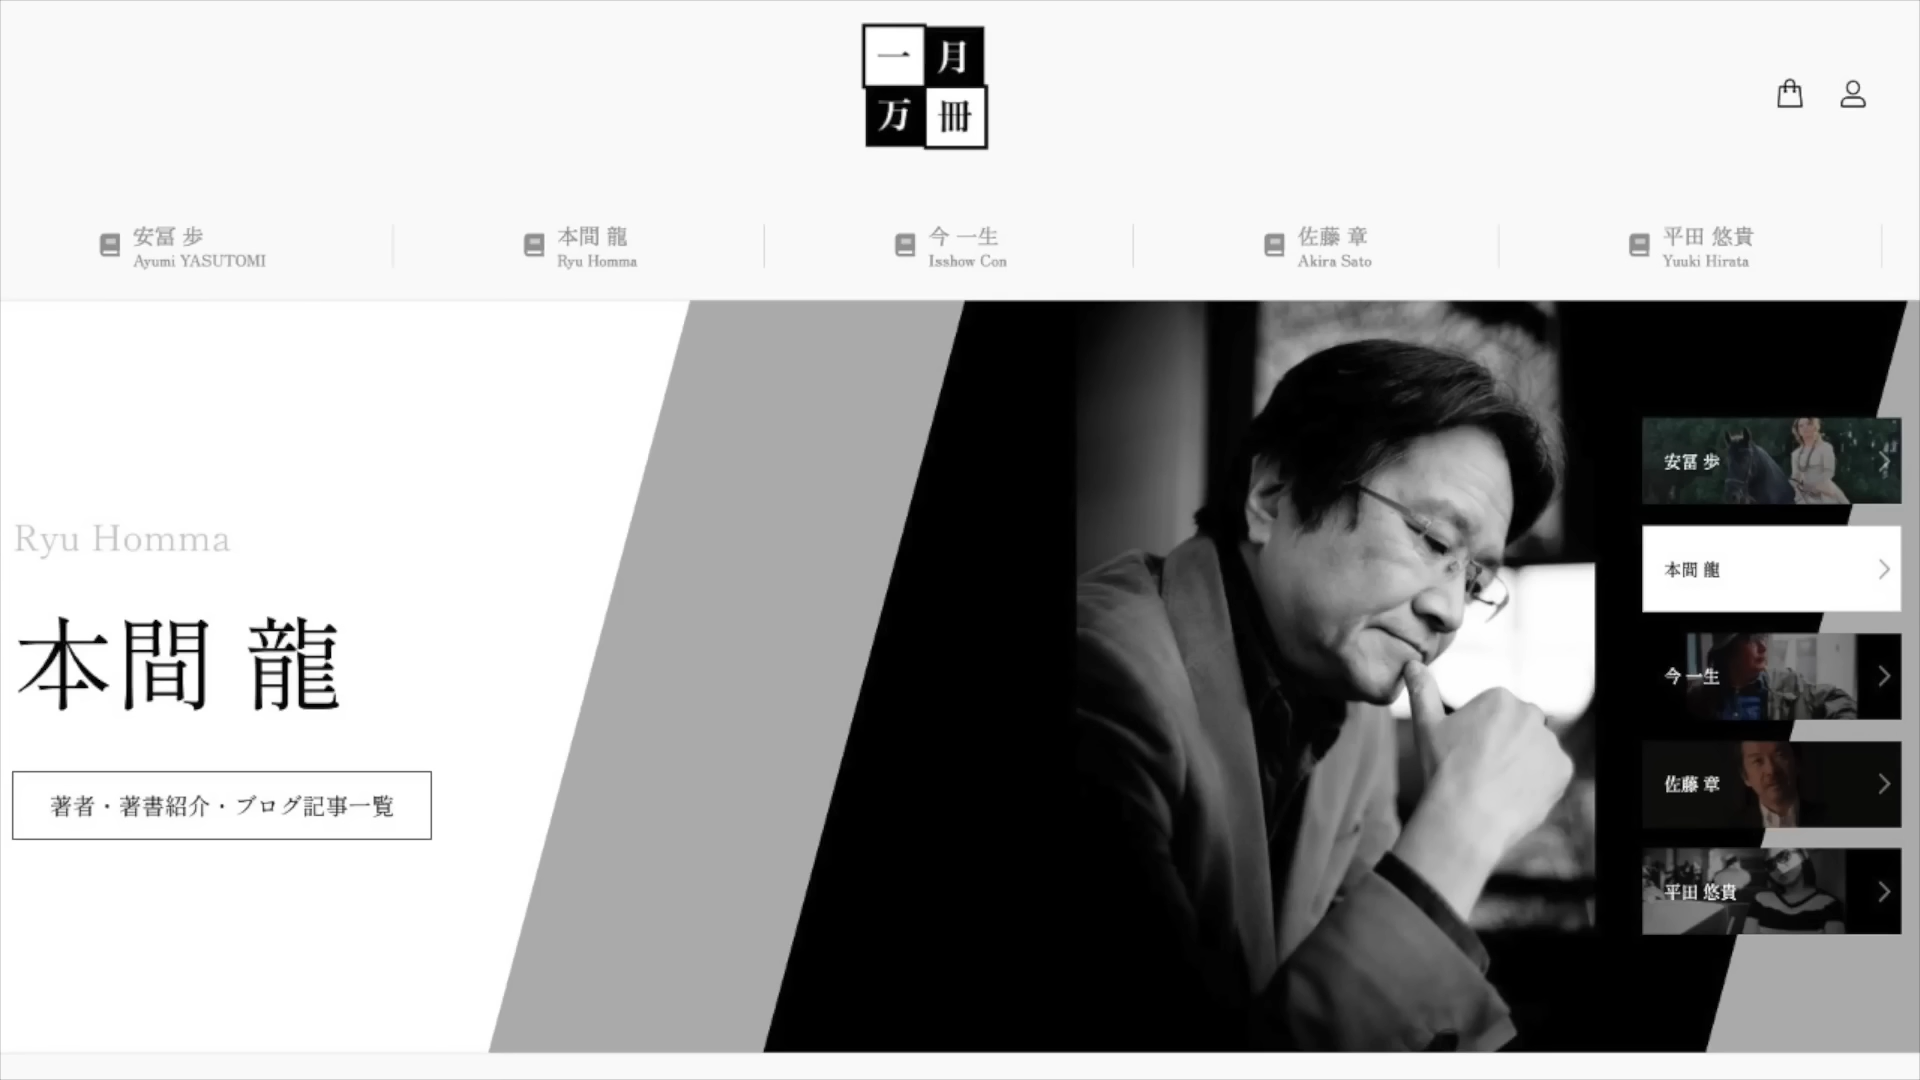 一月
万冊
安冨 歩
Ayumi YASUTOMI
本間 龍
Ryu Homma
今 一生
Isshow Con
佐藤 章
Akira Sato
平田 悠貴
Yuuki Hirata
Ryu Homma
本間 龍
著者・著書紹介・ブログ記事一覧
安冨 歩
本間 龍
今 一生
佐藤 章
平田 悠貴